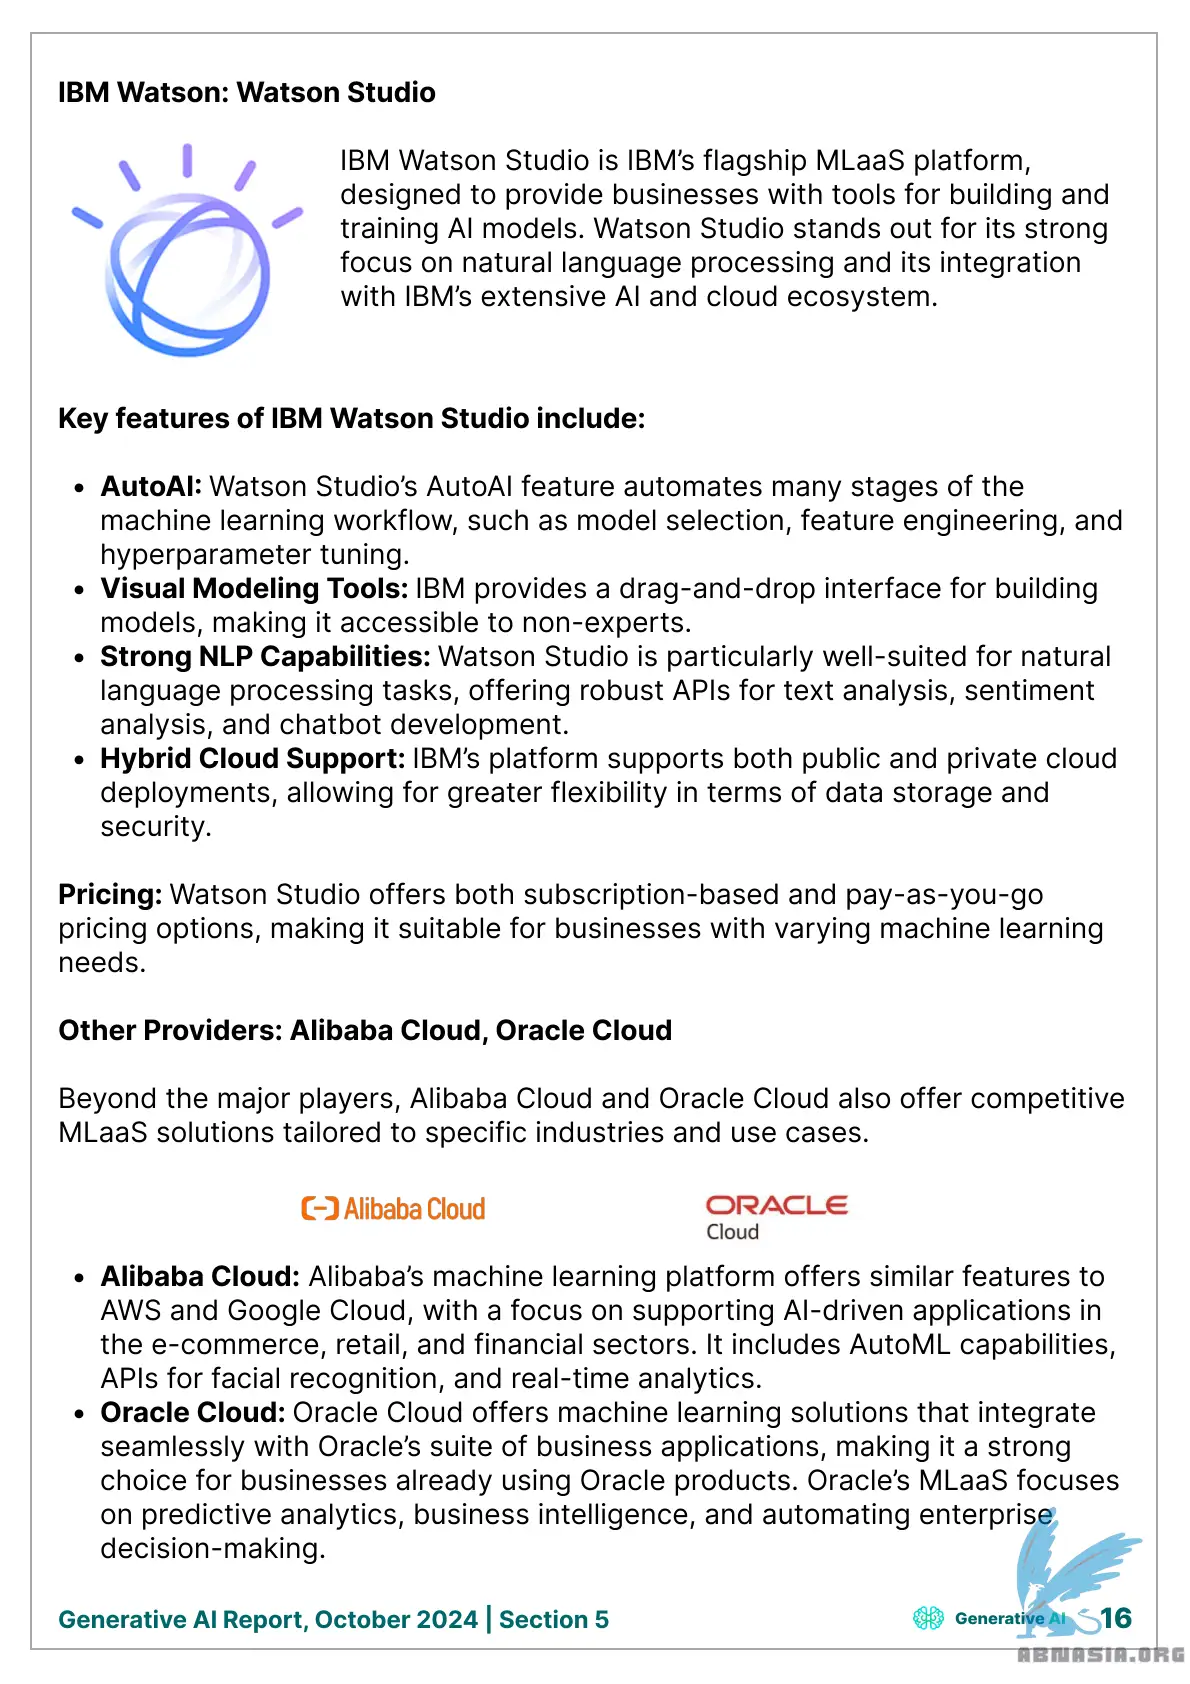 IBM Watson: Watson Studio
IBM Watson Studio is IBM’s flagship MLaaS platform,
designed to provide businesses with tools for building and
training AI models. Watson Studio stands out for its strong
focus on natural language processing and its integration
with IBM’s extensive AI and cloud ecosystem.
Key features of IBM Watson Studio include:
• AutoAI: Watson Studio’s AutoAI feature automates many stages of the
machine learning workflow, such as model selection, feature engineering, and
hyperparameter tuning.
• Visual Modeling Tools: IBM provides a drag-and-drop interface for building
models, making it accessible to non-experts.
• Strong NLP Capabilities: Watson Studio is particularly well-suited for natural
language processing tasks, offering robust APIs for text analysis, sentiment
analysis, and chatbot development.
• Hybrid Cloud Support: IBM’s platform supports both public and private cloud
deployments, allowing for greater flexibility in terms of data storage and
security.
Pricing: Watson Studio offers both subscription-based and pay-as-you-go
pricing options, making it suitable for businesses with varying machine learning
needs.
Other Providers: Alibaba Cloud, Oracle Cloud
Beyond the major players, Alibaba Cloud and Oracle Cloud also offer competitive
MLaaS solutions tailored to specific industries and use cases.
Alibaba Cloud
ORACLE
Cloud
• Alibaba Cloud: Alibaba’s machine learning platform offers similar features to
AWS and Google Cloud, with a focus on supporting AI-driven applications in
the e-commerce, retail, and financial sectors. It includes AutoML capabilities,
APIs for facial recognition, and real-time analytics.
• Oracle Cloud: Oracle Cloud offers machine learning solutions that integrate
seamlessly with Oracle’s suite of business applications, making it a strong
choice for businesses already using Oracle products. Oracle’s MLaaS focuses
on predictive analytics, business intelligence, and automating enterprise
decision-making.
Generative AI Report, October 2024 | Section 5
Generative AI
16
ABNASIA.ORG